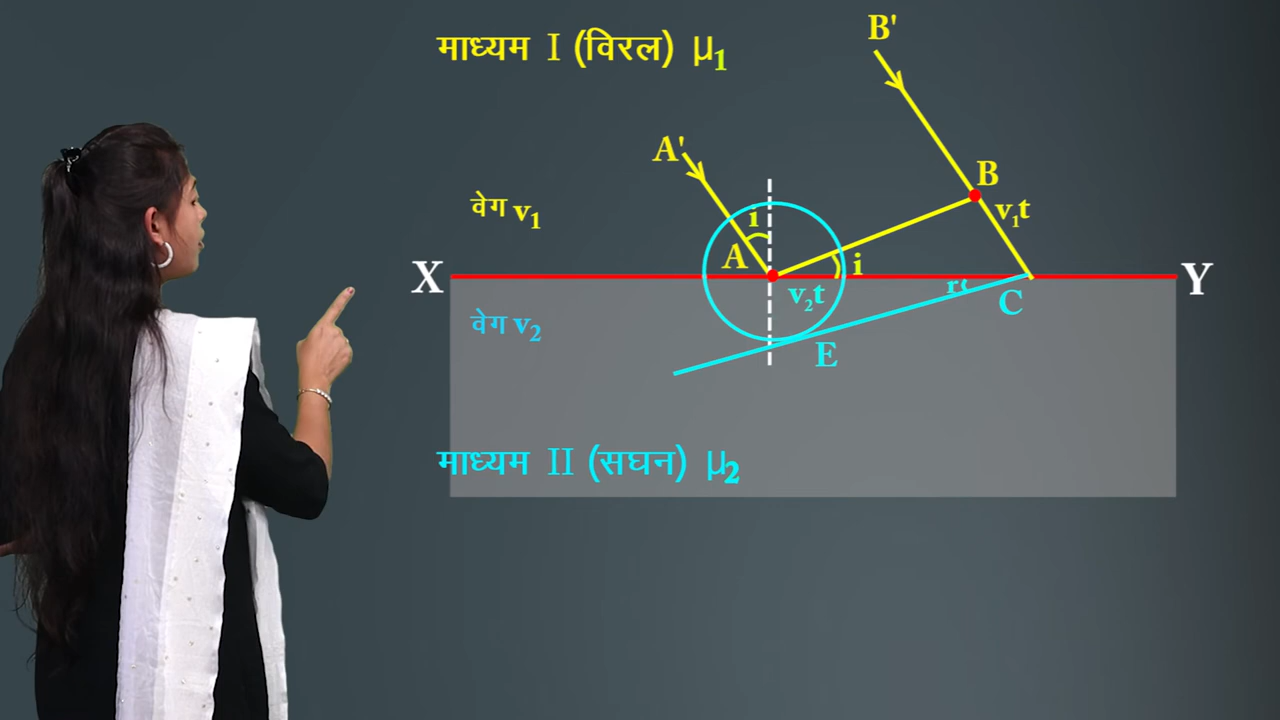 माध्यम I (विरल) μ1
B'
A'
B
वेग v1
v1t
i
A
i
X
Y
r
v2t
C
वेग v2
E
माध्यम II (सघन) μ2